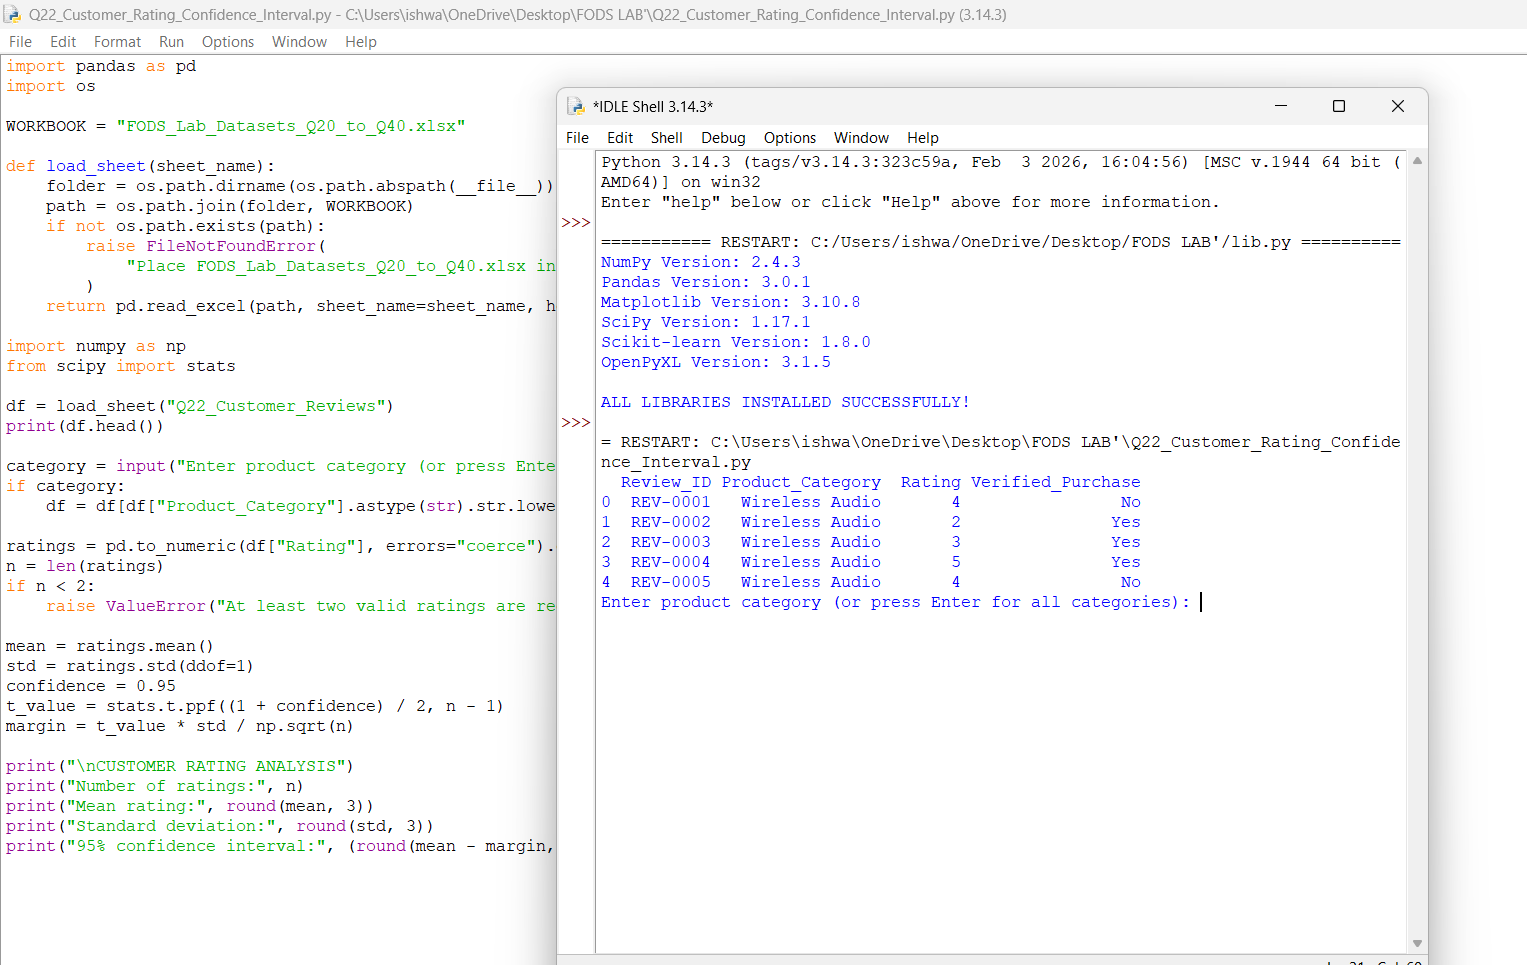 Q22_Customer_Rating_Confidence_Interval.py - C:\Users\ishwa\OneDrive\Desktop\FODS LAB'\Q22_Customer_Rating_Confidence_Interval.py (3.14.3)
File Edit Format Run Options Window Help
import pandas as pd
import os
WORKBOOK = "FODS_Lab_Datasets_Q20_to_Q40.xlsx"
def load_sheet(sheet_name):
    folder = os.path.dirname(os.path.abspath(__file__))
    path = os.path.join(folder, WORKBOOK)
    if not os.path.exists(path):
        raise FileNotFoundError(
            "Place FODS_Lab_Datasets_Q20_to_Q40.xlsx in
        )
    return pd.read_excel(path, sheet_name=sheet_name, h
import numpy as np
from scipy import stats
df = load_sheet("Q22_Customer_Reviews")
print(df.head())
category = input("Enter product category (or press Ente
if category:
    df = df[df["Product_Category"].astype(str).str.lowe
ratings = pd.to_numeric(df["Rating"], errors="coerce").
n = len(ratings)
if n < 2:
    raise ValueError("At least two valid ratings are re
mean = ratings.mean()
std = ratings.std(ddof=1)
confidence = 0.95
t_value = stats.t.ppf((1 + confidence) / 2, n - 1)
margin = t_value * std / np.sqrt(n)
print("\nCUSTOMER RATING ANALYSIS")
print("Number of ratings:", n)
print("Mean rating:", round(mean, 3))
print("Standard deviation:", round(std, 3))
print("95% confidence interval:", (round(mean - margin,
*IDLE Shell 3.14.3*
File Edit Shell Debug Options Window Help
Python 3.14.3 (tags/v3.14.3:323c59a, Feb  3 2026, 16:04:56) [MSC v.1944 64 bit (
AMD64)] on win32
Enter "help" below or click "Help" above for more information.
>>>
=========== RESTART: C:/Users/ishwa/OneDrive/Desktop/FODS LAB'/lib.py ==========
NumPy Version: 2.4.3
Pandas Version: 3.0.1
Matplotlib Version: 3.10.8
SciPy Version: 1.17.1
Scikit-learn Version: 1.8.0
OpenPyXL Version: 3.1.5
ALL LIBRARIES INSTALLED SUCCESSFULLY!
>>>
= RESTART: C:\Users\ishwa\OneDrive\Desktop\FODS LAB'\Q22_Customer_Rating_Confide
nce_Interval.py
  Review_ID Product_Category  Rating Verified_Purchase
0  REV-0001   Wireless Audio       4                No
1  REV-0002   Wireless Audio       2               Yes
2  REV-0003   Wireless Audio       3               Yes
3  REV-0004   Wireless Audio       5               Yes
4  REV-0005   Wireless Audio       4                No
Enter product category (or press Enter for all categories):